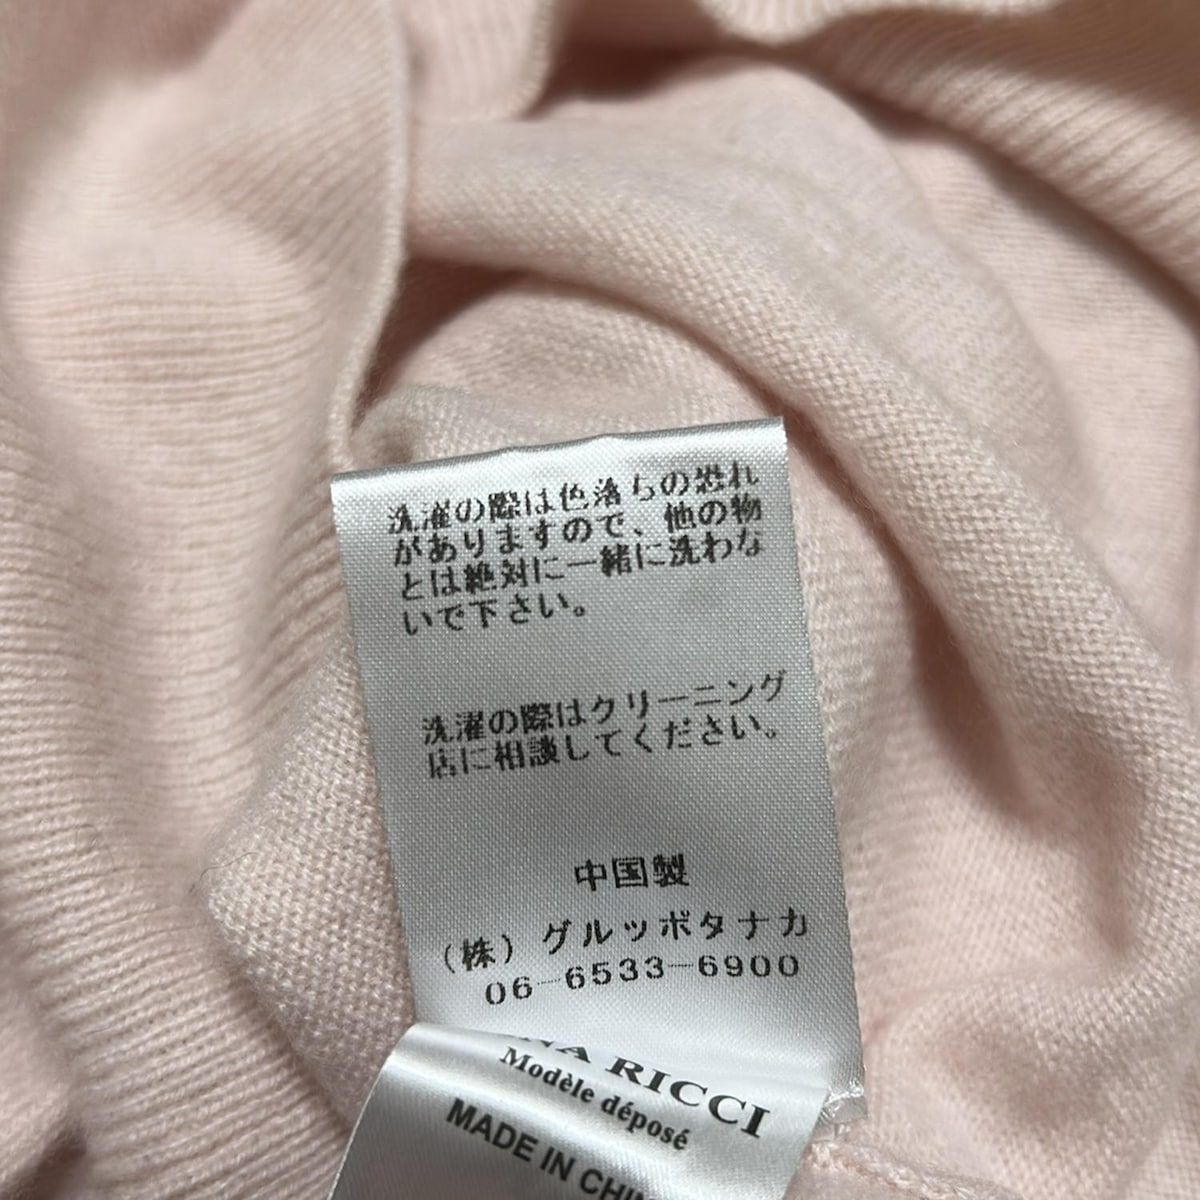 洗濯の際は色落ちの恐れ
がありますので、他の物
とは絶対に一緒に洗わな
いで下さい。
洗濯の際はクリーニング
店に相談してください。
中国製
（株）グルッポタナカ
06-6533-6900
RICCI
Modèle déposé
MADE IN